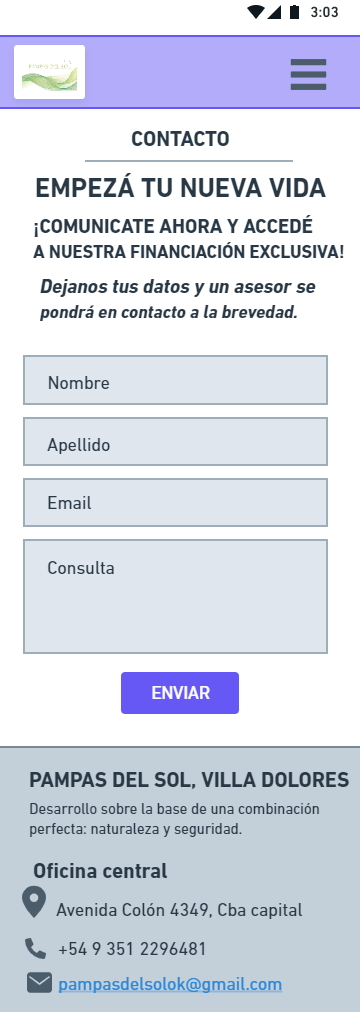 3:03
CONTACTO
EMPEZÁ TU NUEVA VIDA
¡COMUNICATE AHORA Y ACCEDÉ
A NUESTRA FINANCIACIÓN EXCLUSIVA!
Dejanos tus datos y un asesor se
pondrá en contacto a la brevedad.
Nombre
Apellido
Email
Consulta
ENVIAR
PAMPAS DEL SOL, VILLA DOLORES
Desarrollo sobre la base de una combinación
perfecta: naturaleza y seguridad.
Oficina central
Avenida Colón 4349, Cba capital
+54 9 351 2296481
pampasdelsolok@gmail.com